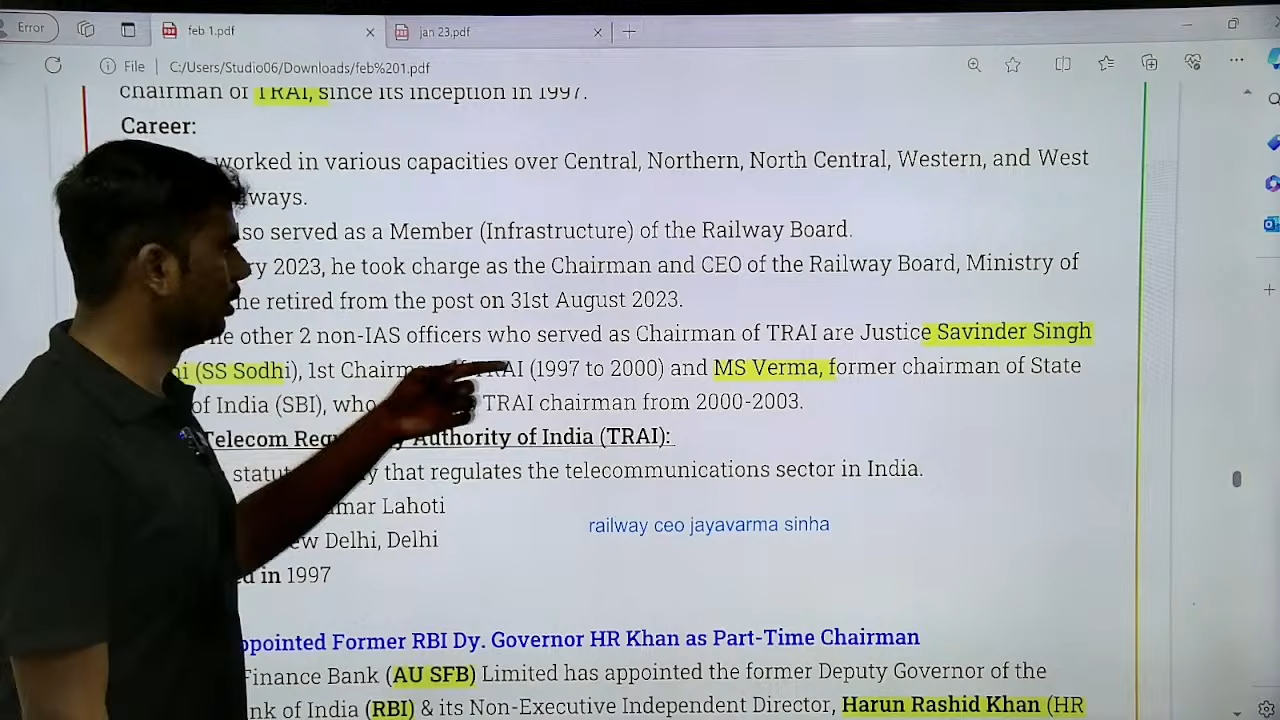 Error
feb 1.pdf
jan 23.pdf
File
C:/Users/Studio06/Downloads/feb%201.pdf
chairman of TRAI, since its inception in 1997.
Career:
worked in various capacities over Central, Northern, North Central, Western, and West
ways.
lso served as a Member (Infrastructure) of the Railway Board.
ry 2023, he took charge as the Chairman and CEO of the Railway Board, Ministry of
he retired from the post on 31st August 2023.
he other 2 non-IAS officers who served as Chairman of TRAI are Justice Savinder Singh
hi (SS Sodhi), 1st Chairm TRAI (1997 to 2000) and MS Verma, former chairman of State
of India (SBI), who TRAI chairman from 2000-2003.
Telecom Reg y Authority of India (TRAI):
statut y that regulates the telecommunications sector in India.
mar Lahoti
railway ceo jayavarma sinha
ew Delhi, Delhi
d in 1997
ppointed Former RBI Dy. Governor HR Khan as Part-Time Chairman
Finance Bank (AU SFB) Limited has appointed the former Deputy Governor of the
nk of India (RBI) & its Non-Executive Independent Director, Harun Rashid Khan (HR